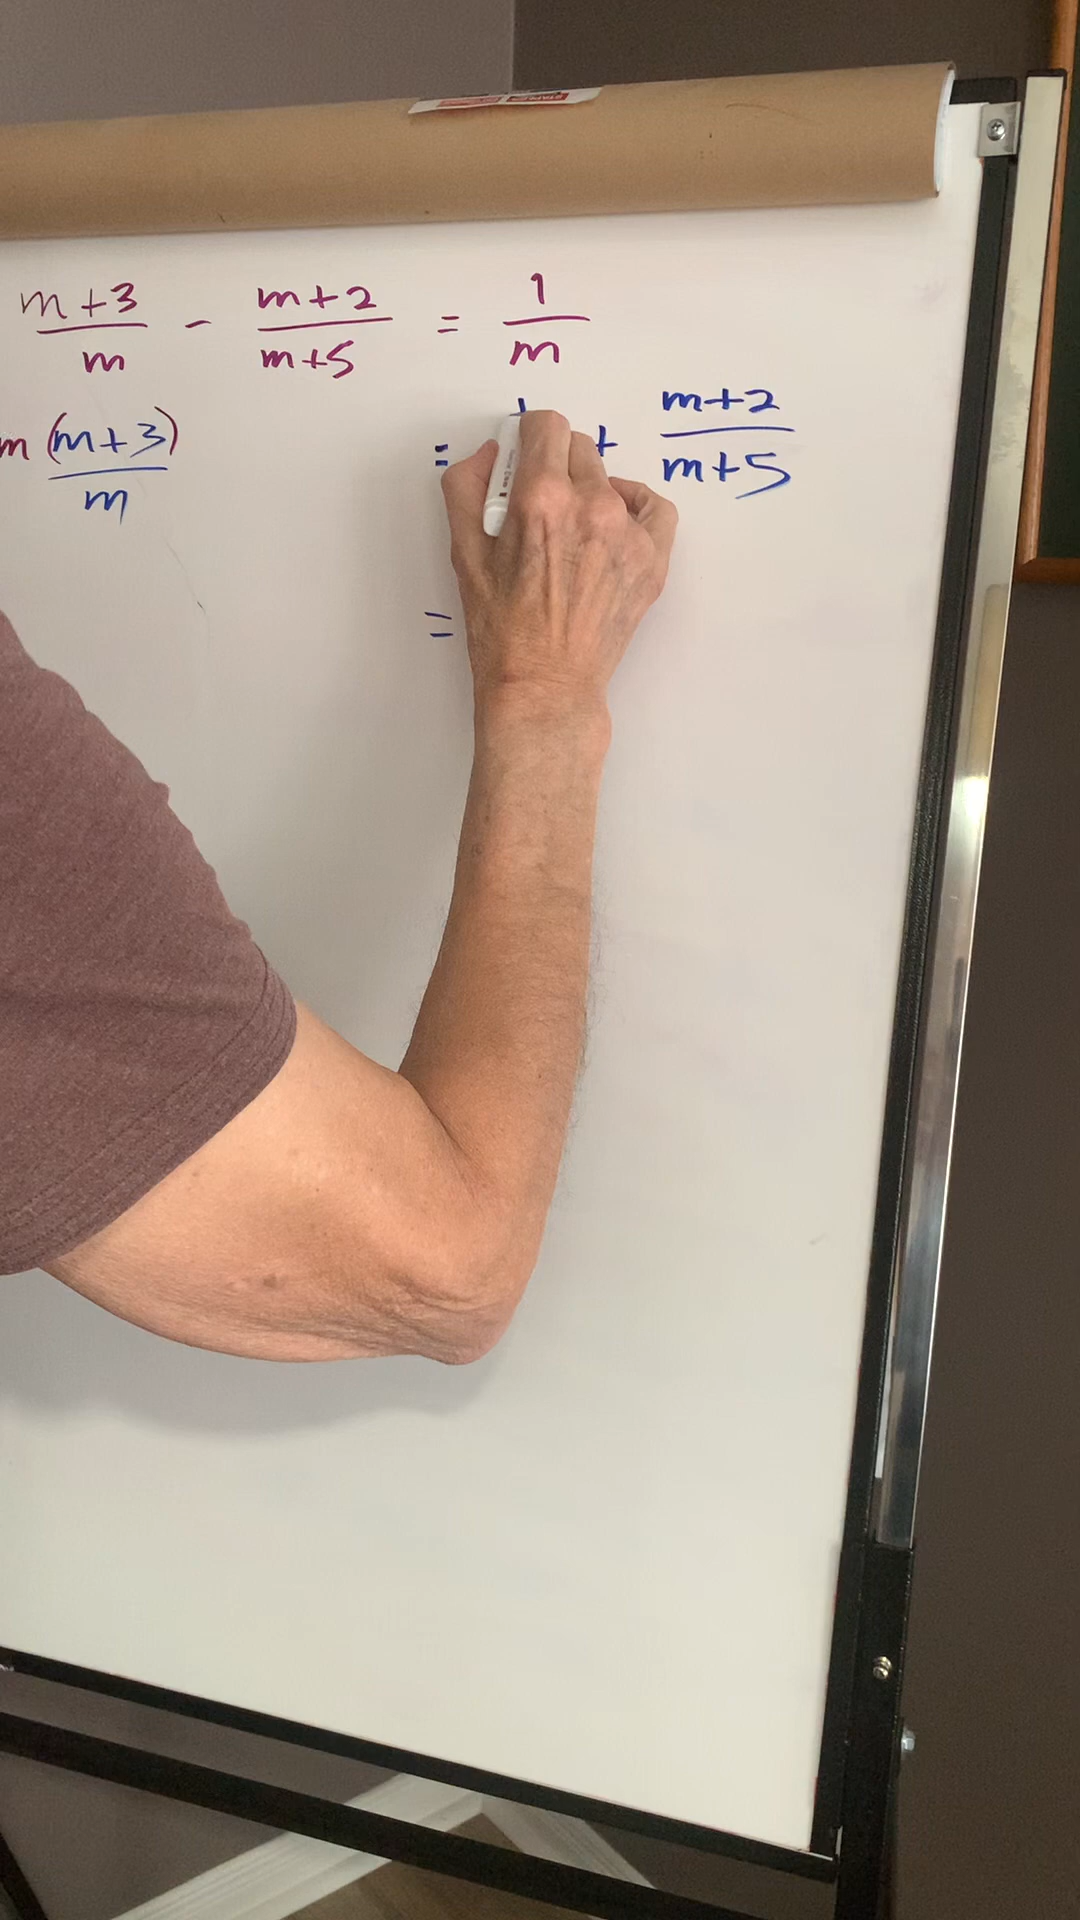 m+3/m - m+2/m+5 = 1/m
m(m+3)/m = + m+2/m+5
=